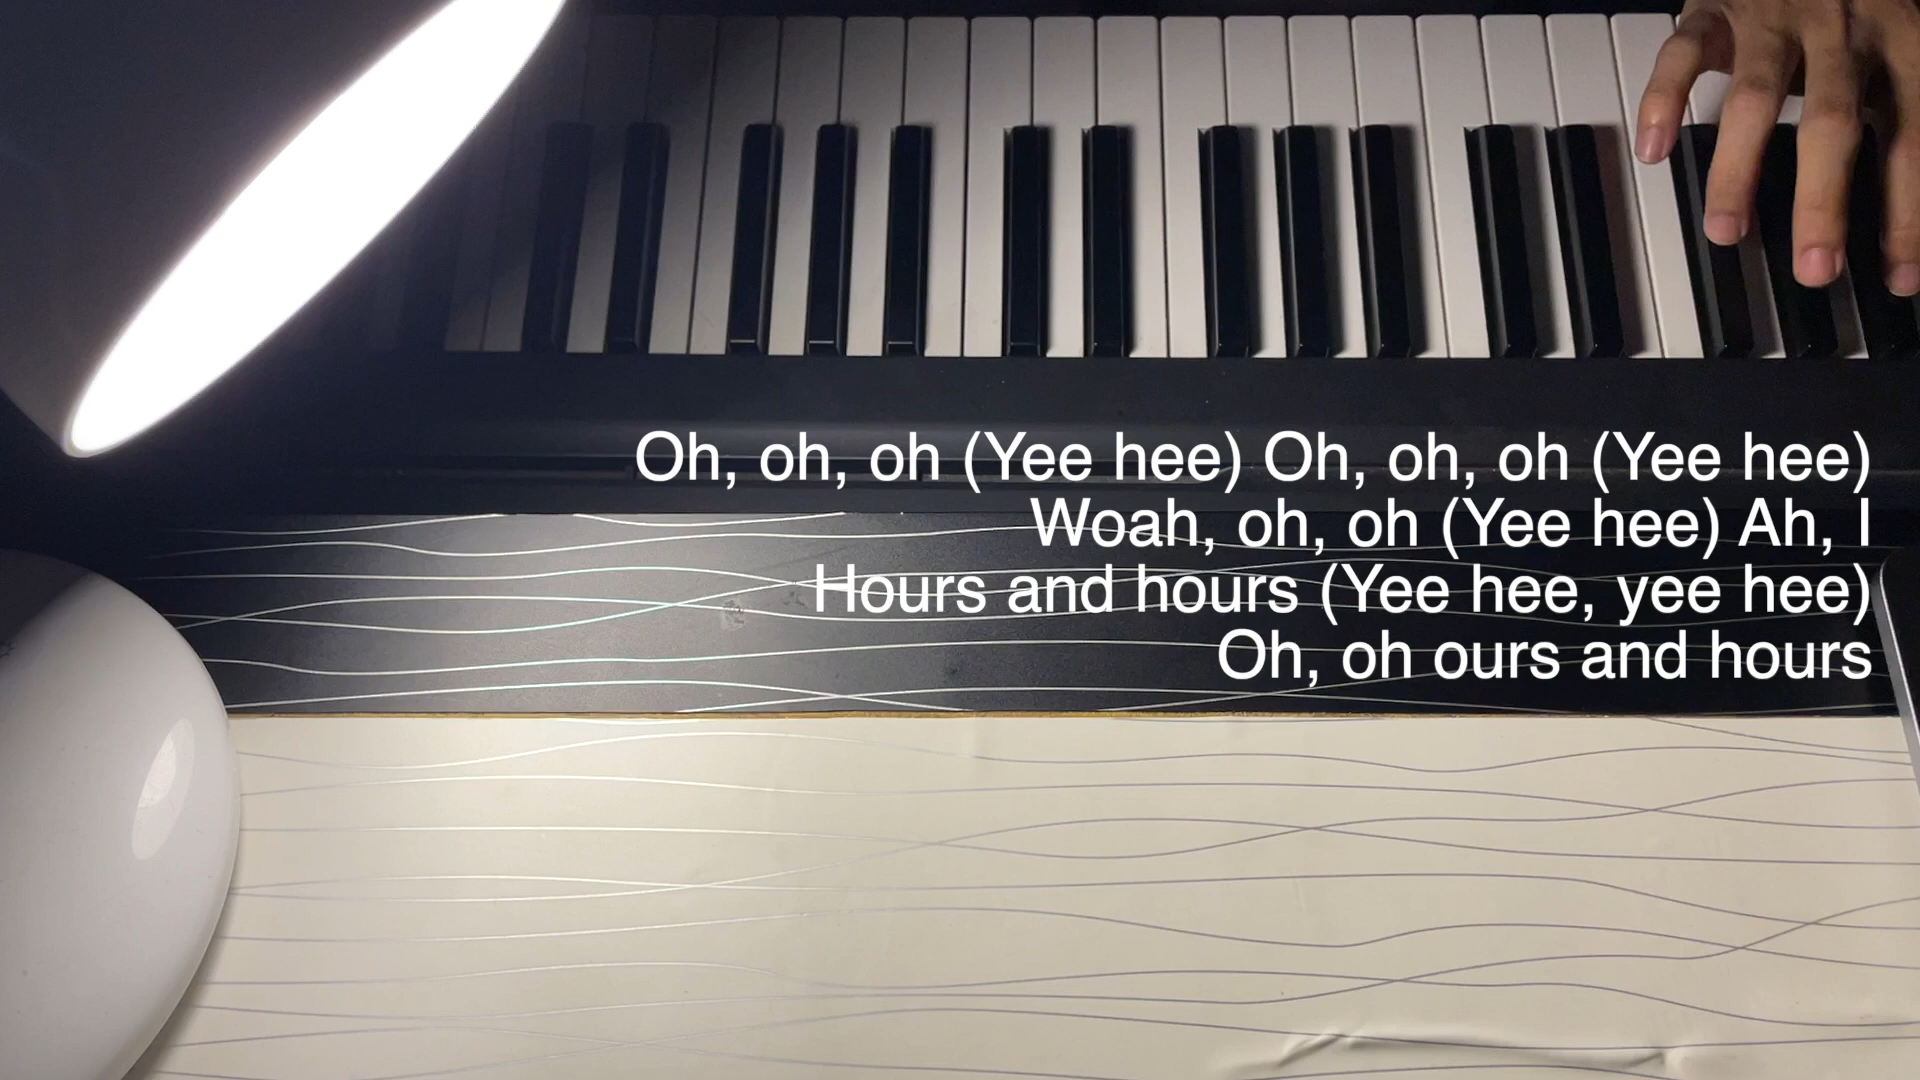 Oh, oh, oh (Yee hee) Oh, oh, oh (Yee hee)
Woah, oh, oh (Yee hee) Ah, I
Hours and hours (Yee hee, yee hee)
Oh, oh ours and hours